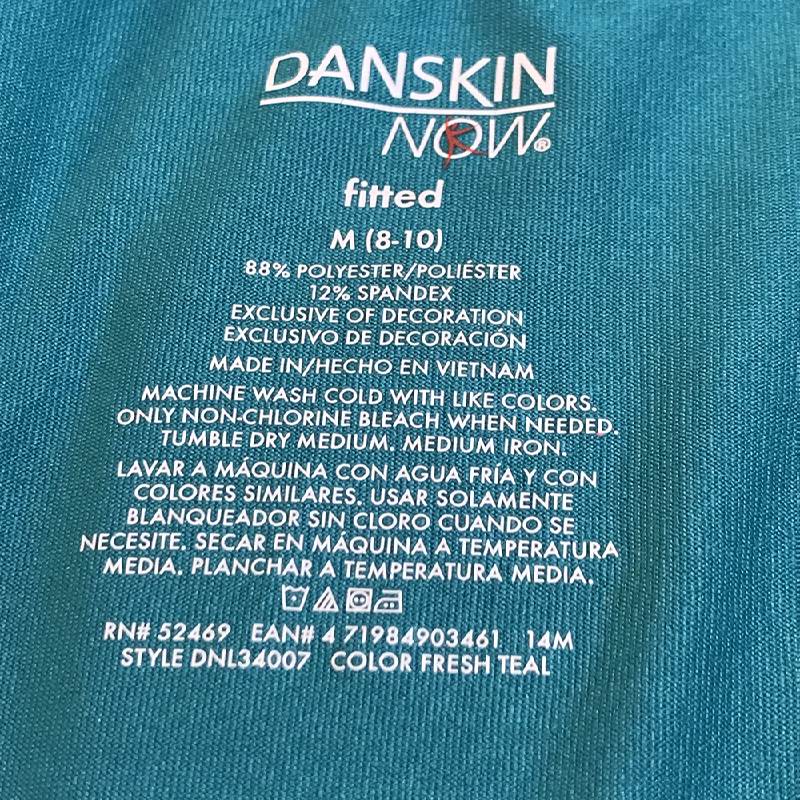 DANSKIN
NOW®
fitted
M (8-10)
88% POLYESTER/POLIÉSTER
12% SPANDEX
EXCLUSIVE OF DECORATION
EXCLUSIVO DE DECORACIÓN
MADE IN/HECHO EN VIETNAM
MACHINE WASH COLD WITH LIKE COLORS.
ONLY NON-CHLORINE BLEACH WHEN NEEDED.
TUMBLE DRY MEDIUM. MEDIUM IRON.
LAVAR A MÁQUINA CON AGUA FRÍA Y CON
COLORES SIMILARES. USAR SOLAMENTE
BLANQUEADOR SIN CLORO CUANDO SE
NECESITE. SECAR EN MÁQUINA A TEMPERATURA
MEDIA. PLANCHAR A TEMPERATURA MEDIA.
RN# 52469 EAN# 4 71984903461 14M
STYLE DNL34007 COLOR FRESH TEAL